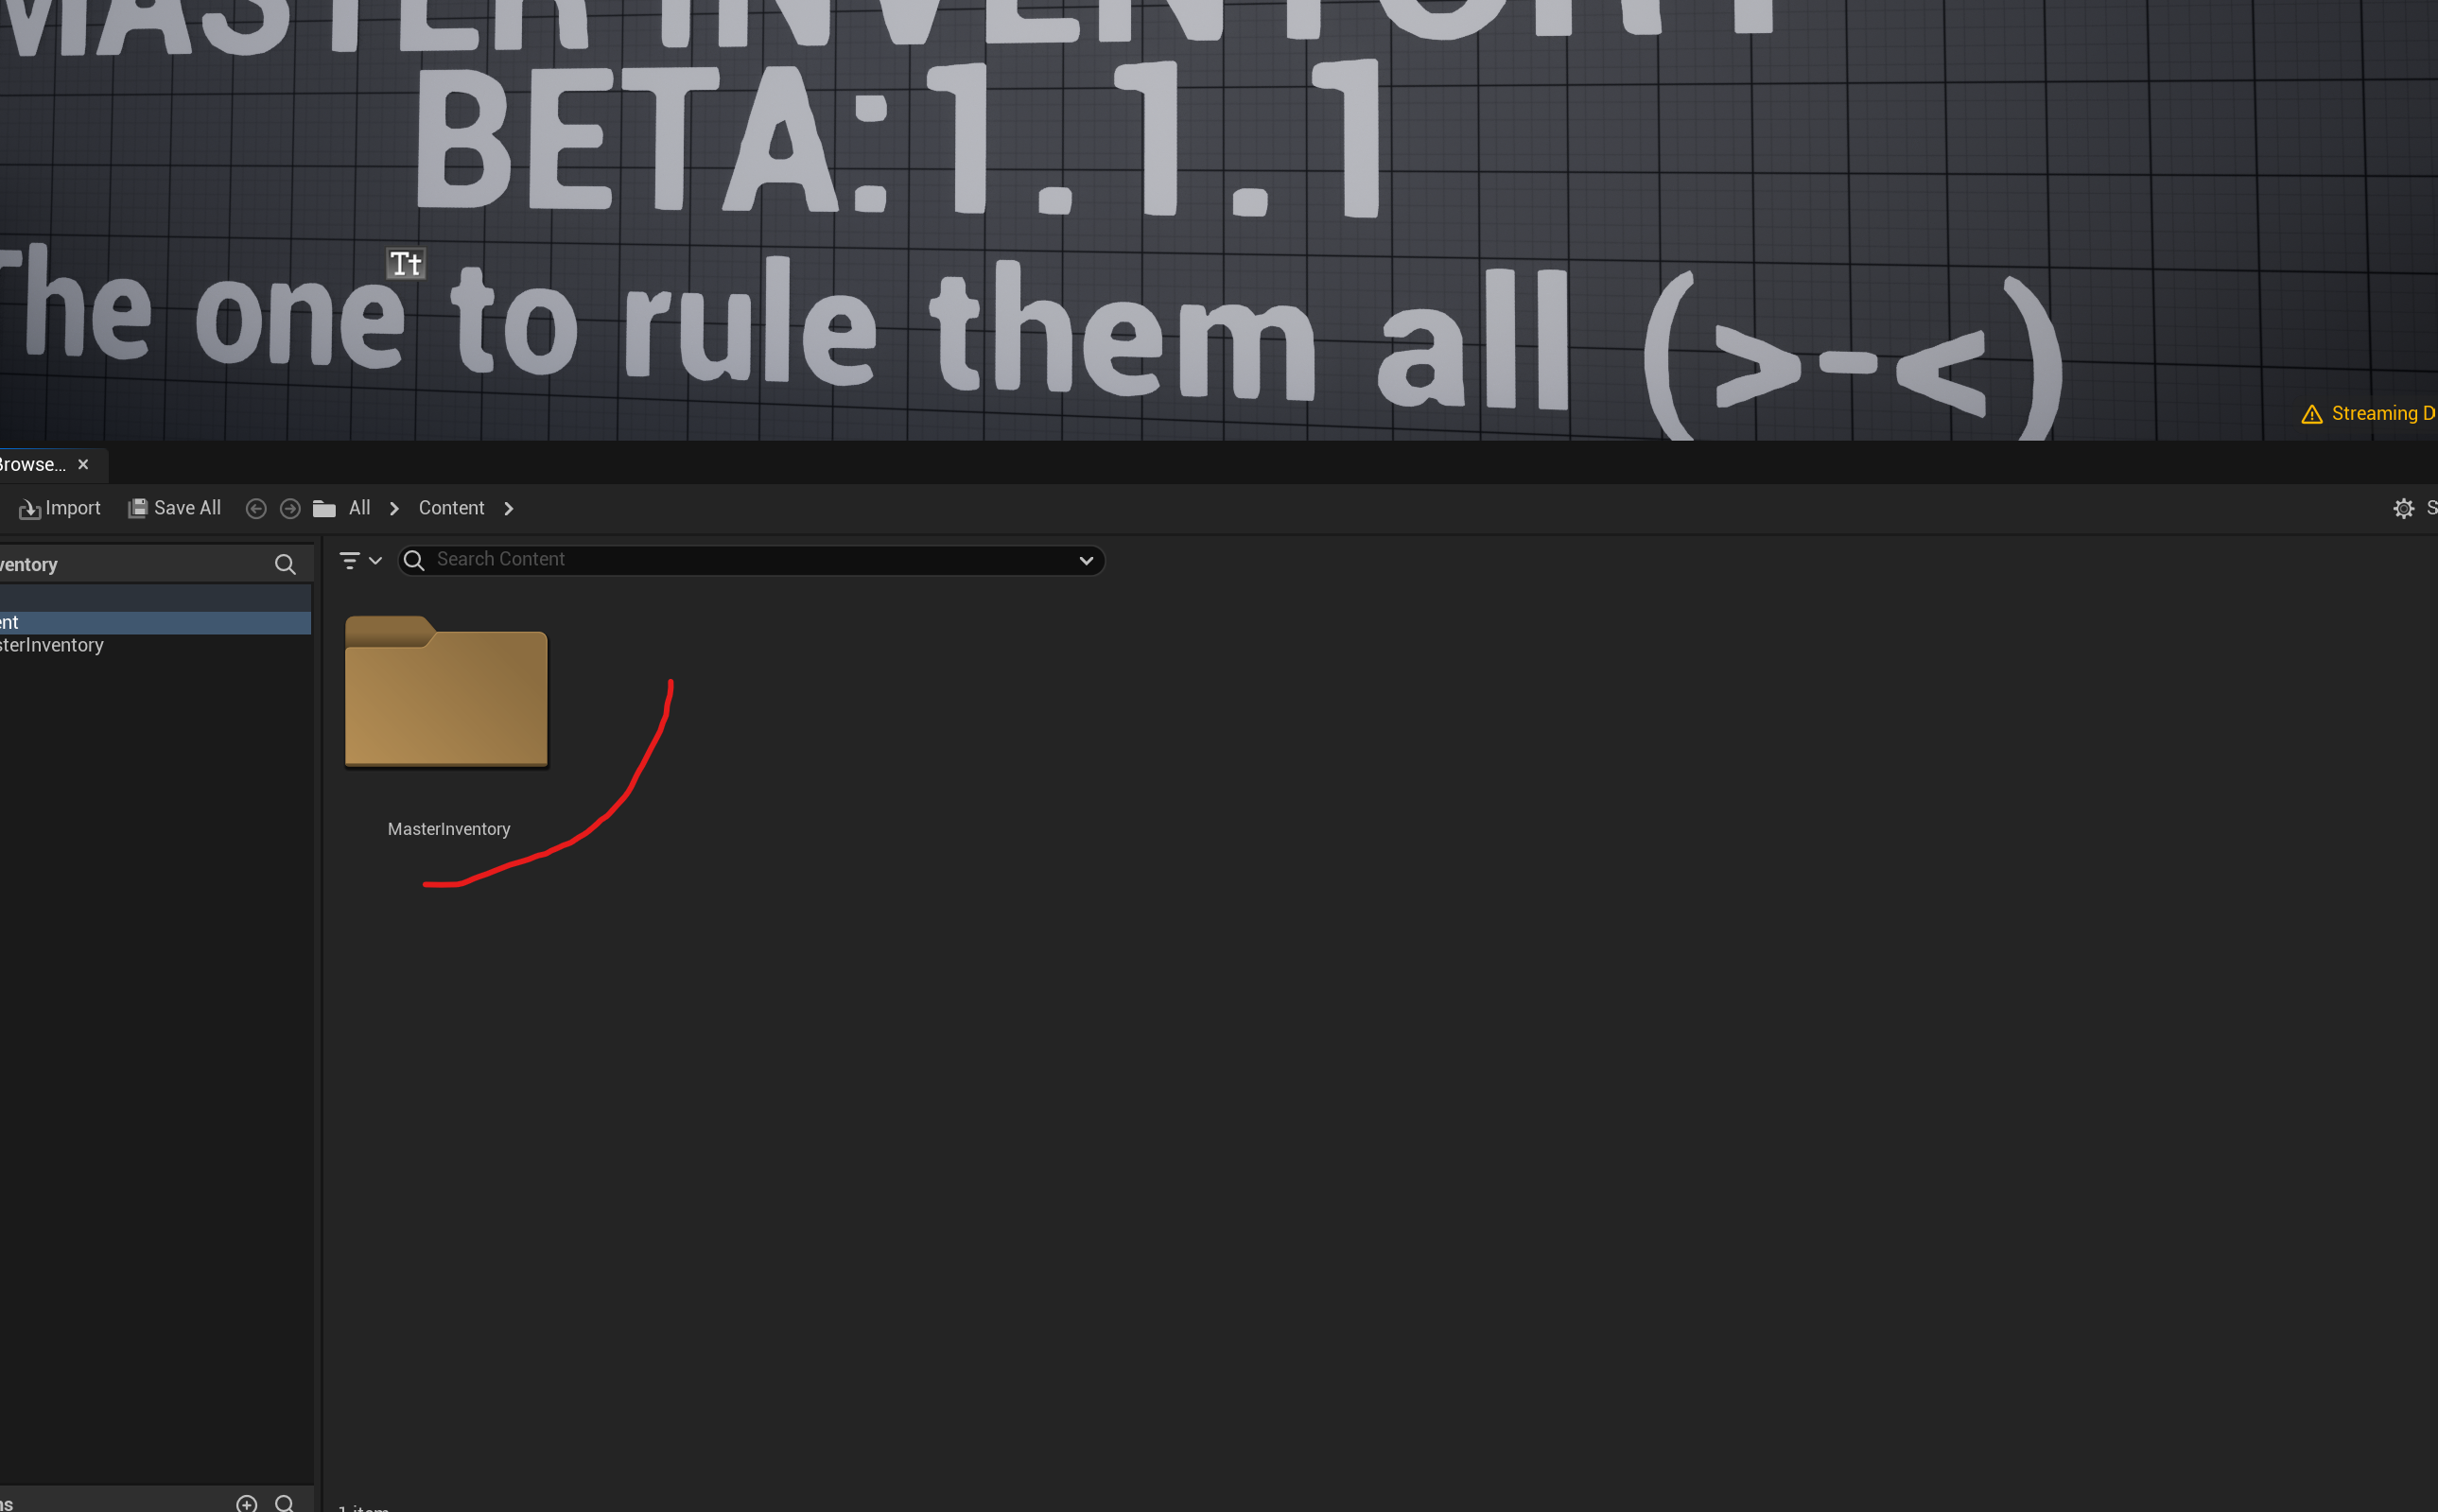 MASTER INVENTORY
BETA:1.1.1
The one to rule them all (>-<)
Tt
Streaming D
Browse...
Import
Save All
All
Content
ventory
Search Content
ent
sterInventory
MasterInventory
ns
1 item